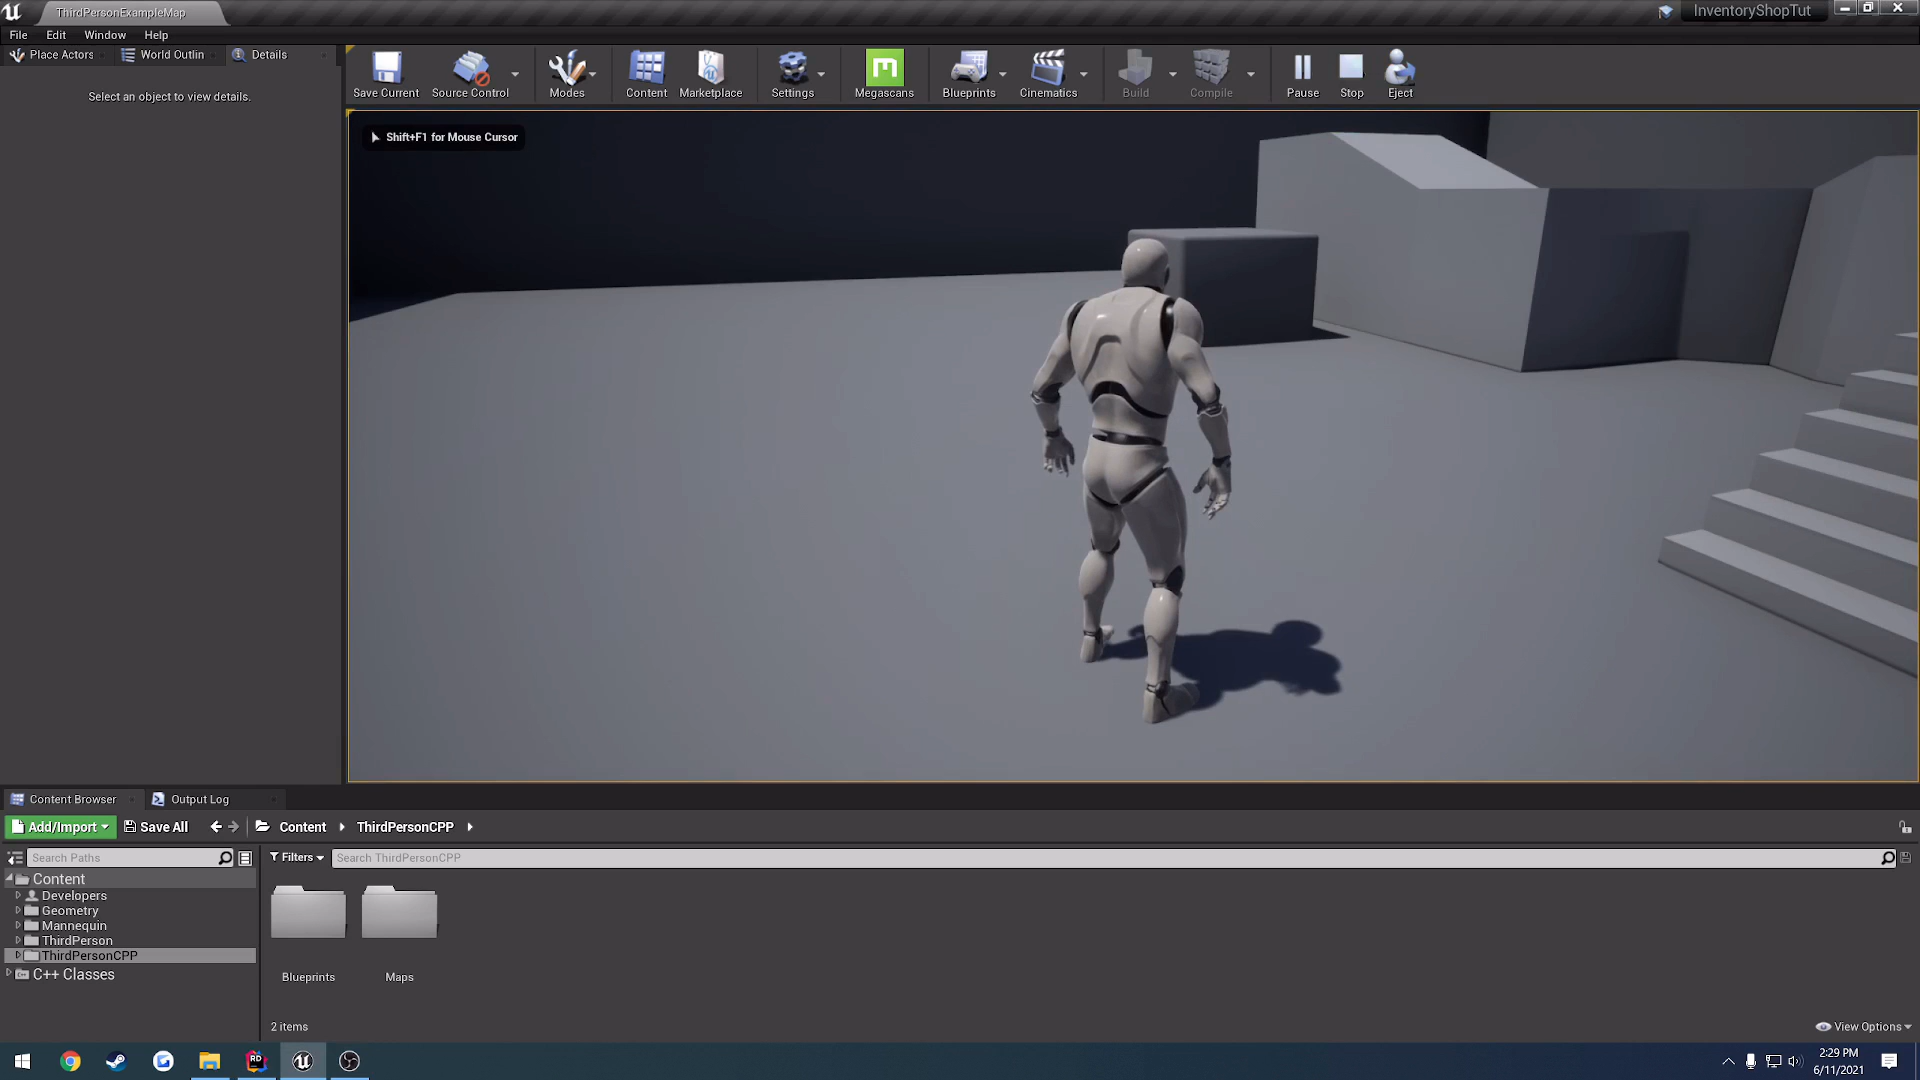 ThirdPersonExampleMap
InventoryShopTut
File Edit Window Help
Place Actors World Outlin Details
Select an object to view details.
Save Current Source Control Modes Content Marketplace Settings Megascans Blueprints Cinematics Build Compile Pause Stop Eject
Shift+F1 for Mouse Cursor
Content Browser Output Log
Add/Import Save All Content ThirdPersonCPP
Search Paths Filters Search ThirdPersonCPP
Content
Developers
Geometry
Mannequin
ThirdPerson
ThirdPersonCPP
C++ Classes
Blueprints Maps
2 items
View Options
RD
2:29 PM
6/11/2021